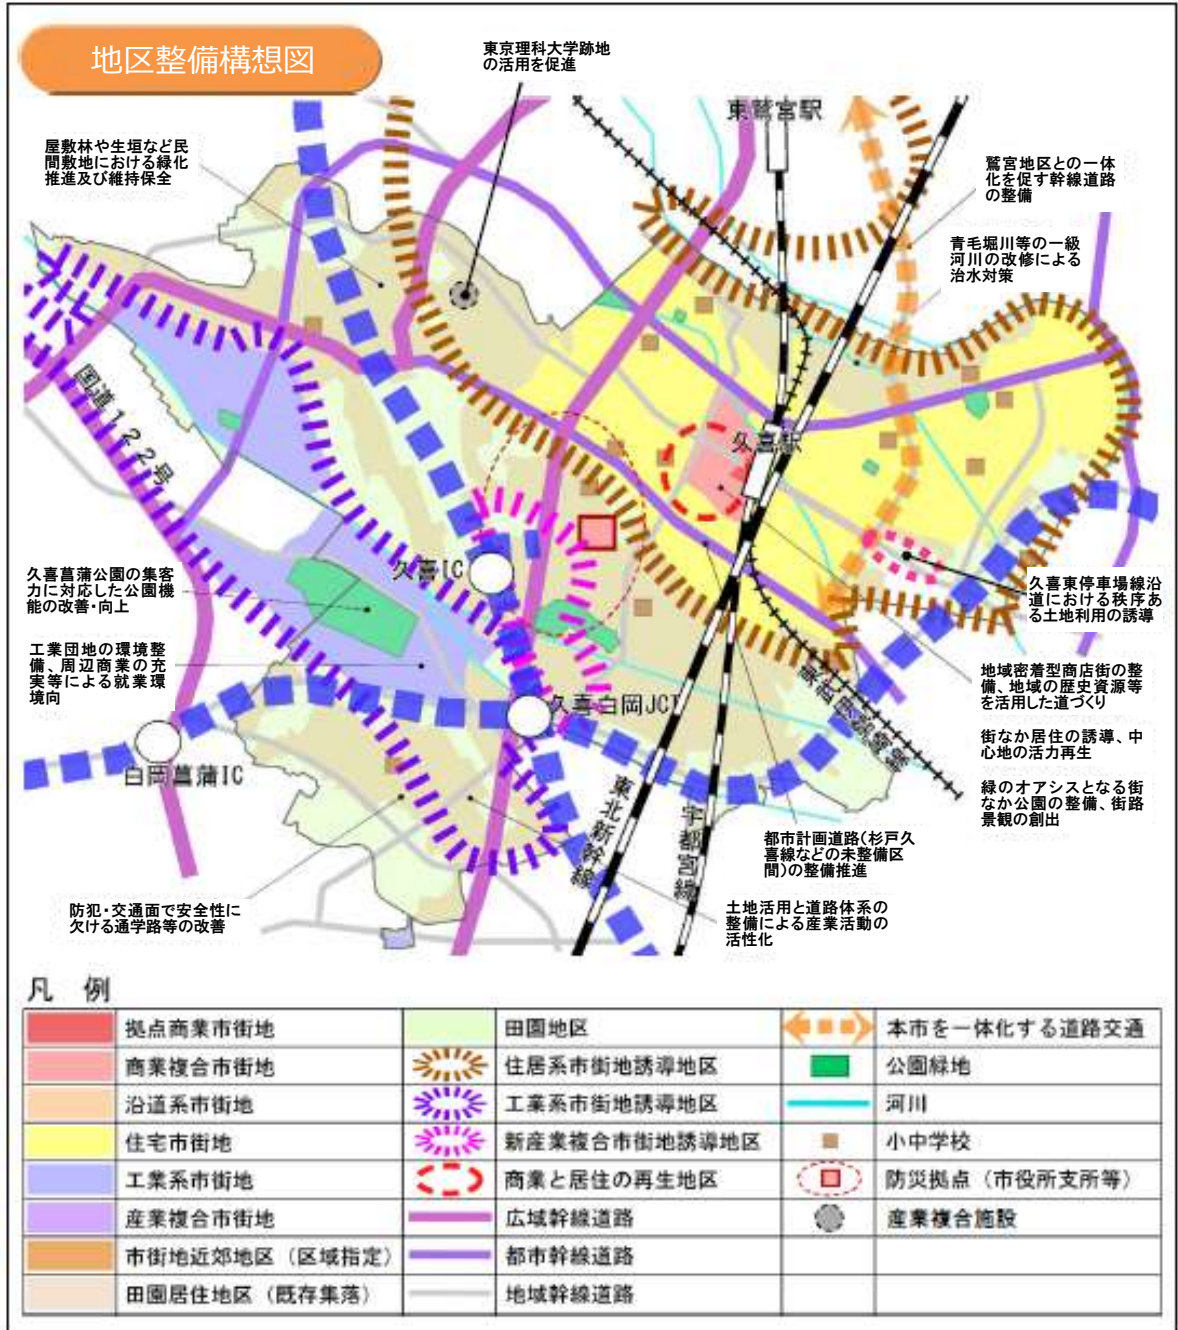 地区整備構想図
東京理科大学跡地
の活用を促進
屋敷林や生垣など民
間敷地における緑化
推進及び維持保全
東鷲宮駅
鷲宮地区との一体
化を促す幹線道路
の整備
青毛堀川等の一級
河川の改修による
治水対策
国道122号
久喜駅
久喜IC
久喜菖蒲公園の集客
力に対応した公園機
能の改善・向上
工業団地の環境整
備、周辺商業の充
実等による就業環
境向
久喜東停車場線沿
道における秩序あ
る土地利用の誘導
久喜白岡JCT
白岡菖蒲IC
地域密着型商店街の整
備、地域の歴史資源等
を活用した道づくり
街なか居住の誘導、中
心地の活力再生
緑のオアシスとなる街
なか公園の整備、街路
景観の創出
東北新幹線
宇都宮線
都市計画道路(杉戸久
喜線などの未整備区
間)の整備推進
防犯・交通面で安全性に
欠ける通学路等の改善
土地活用と道路体系の
整備による産業活動の
活性化
凡 例
拠点商業市街地
田園地区
本市を一体化する道路交通
商業複合市街地
住居系市街地誘導地区
公園緑地
沿道系市街地
工業系市街地誘導地区
河川
住宅市街地
新産業複合市街地誘導地区
小中学校
工業系市街地
商業と居住の再生地区
防災拠点（市役所支所等）
産業複合市街地
広域幹線道路
産業複合施設
市街地近郊地区（区域指定）
都市幹線道路
田園居住地区（既存集落）
地域幹線道路